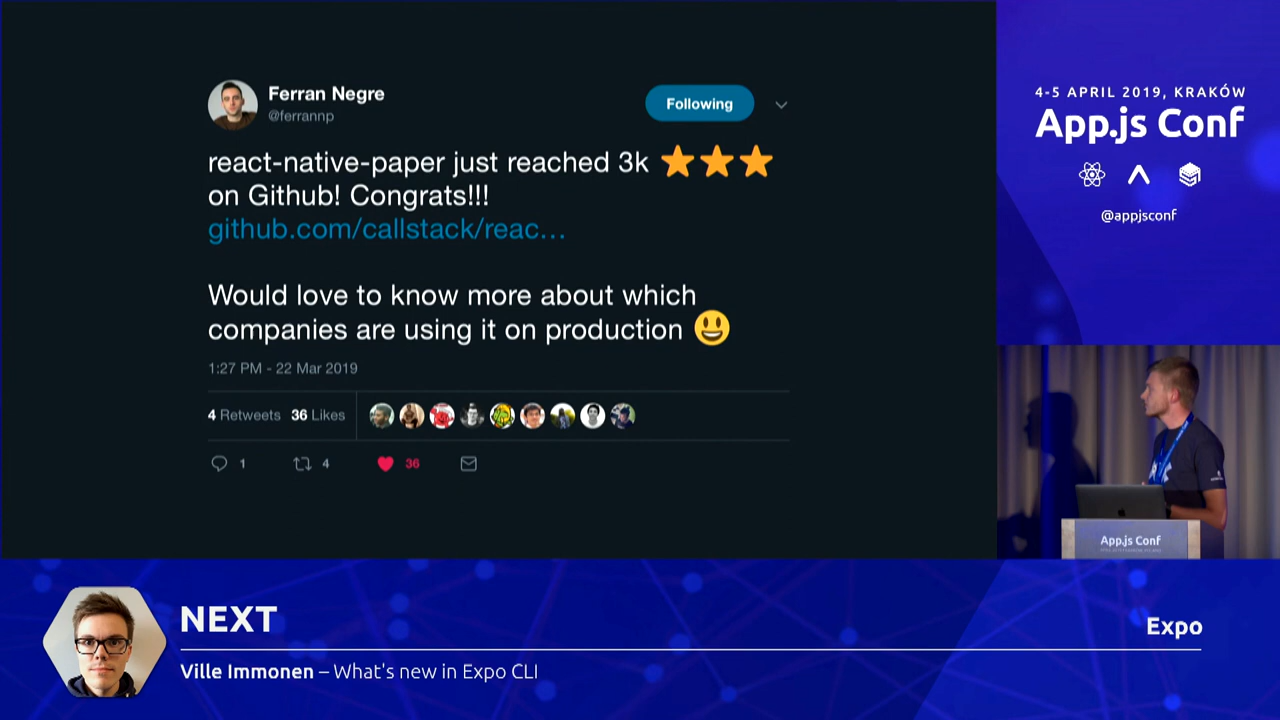 Ferran Negre
@ferrannp
Following
react-native-paper just reached 3k
on Github! Congrats!!!
github.com/callstack/reac...
Would love to know more about which
companies are using it on production
1:27 PM - 22 Mar 2019
4 Retweets 36 Likes
1 4 36
4-5 APRIL 2019, KRAKÓW
App.js Conf
@appjsconf
App.js Conf
NEXT
Expo
Ville Immonen – What's new in Expo CLI